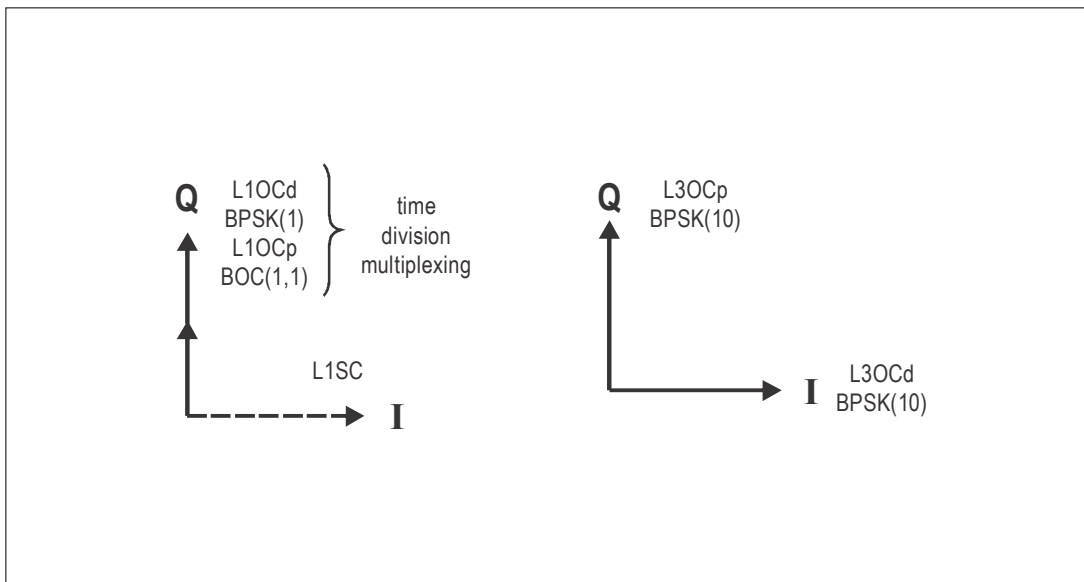 Q
L1OCd
BPSK(1)
L1OCp
BOC(1,1)
time
division
multiplexing
L1SC
I
Q
L3OCp
BPSK(10)
I
L3OCd
BPSK(10)